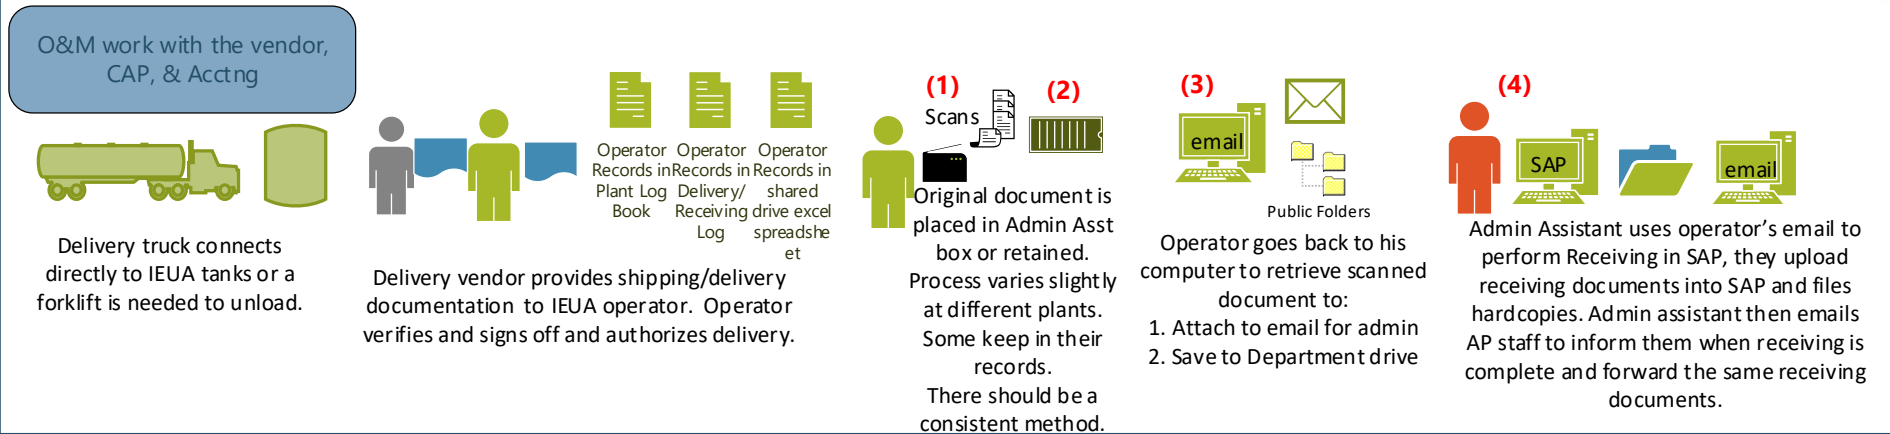 O&M work with the vendor,
CAP, & Acctng
Delivery truck connects
directly to IEUA tanks or a
forklift is needed to unload.
Operator
Records in
Plant Log
Book
Operator
Records in
Delivery/
Receiving
Log
Operator
Records in
shared
drive excel
spreadshe
et
Delivery vendor provides shipping/delivery
documentation to IEUA operator. Operator
verifies and signs off and authorizes delivery.
(1)
Scans
(2)
Original document is
placed in Admin Asst
box or retained.
Process varies slightly
at different plants.
Some keep in their
records.
There should be a
consistent method.
(3)
email
Public Folders
Operator goes back to his
computer to retrieve scanned
document to:
1. Attach to email for admin
2. Save to Department drive
(4)
SAP
email
Admin Assistant uses operator's email to
perform Receiving in SAP, they upload
receiving documents into SAP and files
hardcopies. Admin assistant then emails
AP staff to inform them when receiving is
complete and forward the same receiving
documents.